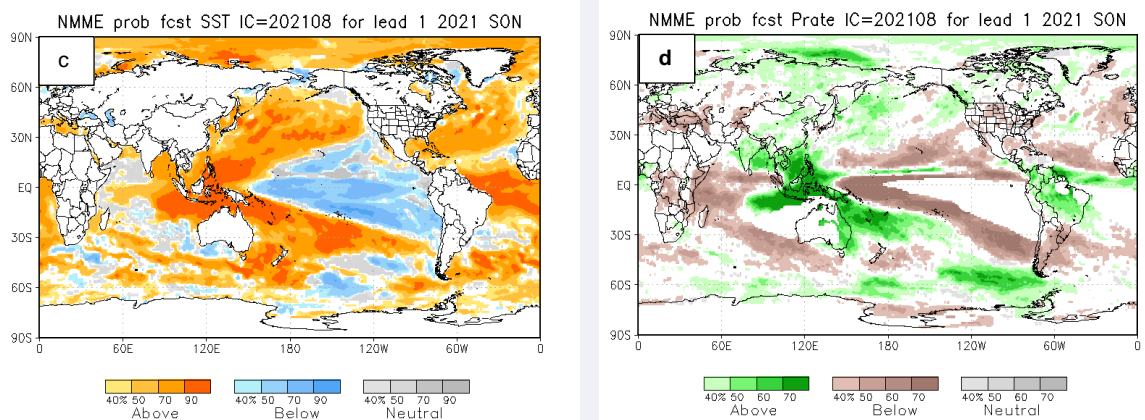 NMME prob fcst SST IC=202108 for lead 1 2021 SON
c
90N
60N
30N
EQ
30S
60S
90S
0 60E 120E 180 120W 60W 0
40% 50 70 90
Above
40% 50 70 90
Below
40% 50 70 90
Neutral
NMME prob fcst Prate IC=202108 for lead 1 2021 SON
d
90N
60N
30N
EQ
30S
60S
90S
0 60E 120E 180 120W 60W 0
40% 50 60 70
Above
40% 50 60 70
Below
40% 50 60 70
Neutral